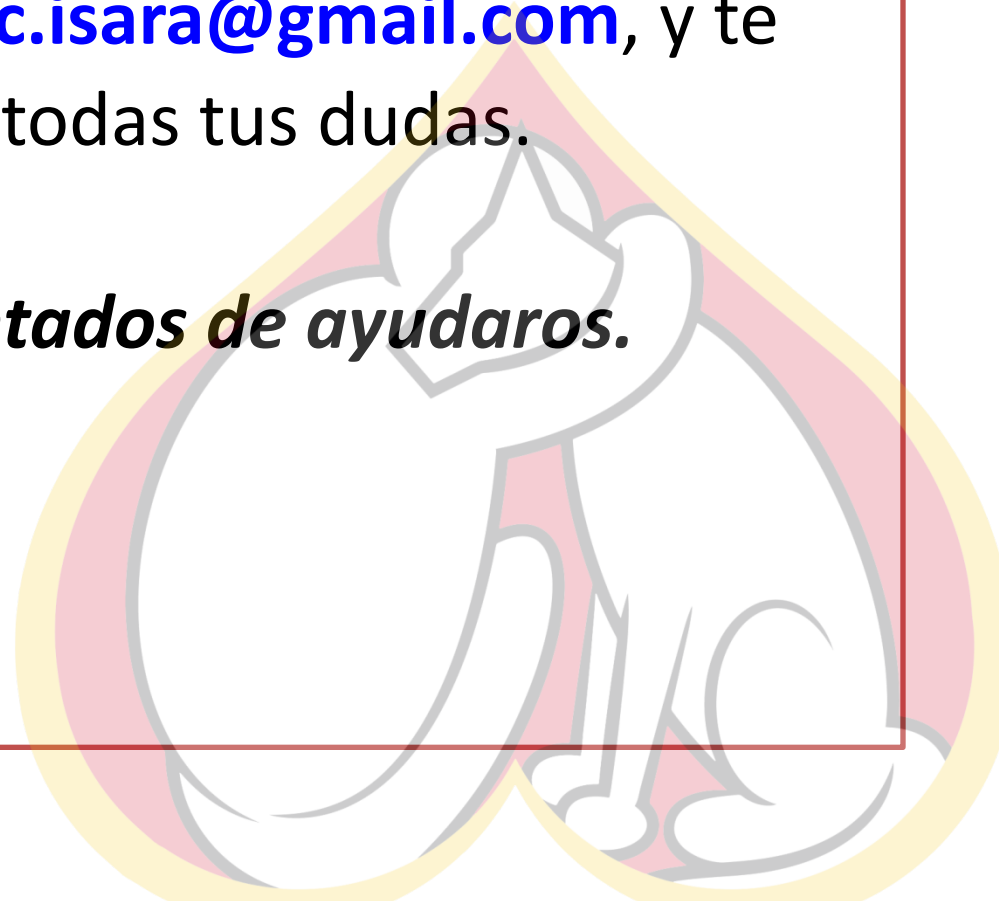 c.isara@gmail.com, y te
todas tus dudas.
tados de ayudaros.